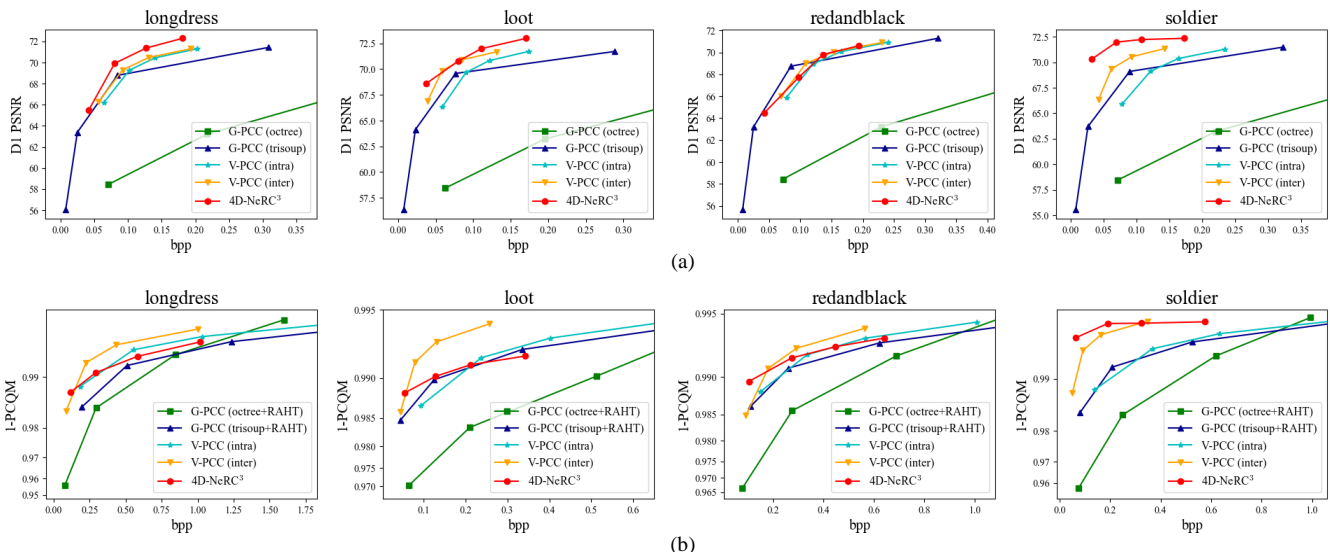 longdress
D1 PSNR
72
70
68
66
64
62
60
58
56
G-PCC (octree)
G-PCC (trisoup)
V-PCC (intra)
V-PCC (inter)
4D-NeRC³
0.00 0.05 0.10 0.15 0.20 0.25 0.30 0.35
bpp
loot
D1 PSNR
72.5
70.0
67.5
65.0
62.5
60.0
57.5
G-PCC (octree)
G-PCC (trisoup)
V-PCC (intra)
V-PCC (inter)
4D-NeRC³
0.00 0.05 0.10 0.15 0.20 0.25 0.30
bpp
redandblack
D1 PSNR
72
70
68
66
64
62
60
58
56
G-PCC (octree)
G-PCC (trisoup)
V-PCC (intra)
V-PCC (inter)
4D-NeRC³
0.00 0.05 0.10 0.15 0.20 0.25 0.30 0.35 0.40
bpp
soldier
D1 PSNR
72.5
70.0
67.5
65.0
62.5
60.0
57.5
55.0
G-PCC (octree)
G-PCC (trisoup)
V-PCC (intra)
V-PCC (inter)
4D-NeRC³
0.00 0.05 0.10 0.15 0.20 0.25 0.30 0.35
bpp
(a)
longdress
1-PCQM
0.99
0.98
0.97
0.96
0.95
G-PCC (octree+RAHT)
G-PCC (trisoup+RAHT)
V-PCC (intra)
V-PCC (inter)
4D-NeRC³
0.00 0.25 0.50 0.75 1.00 1.25 1.50 1.75
bpp
loot
1-PCQM
0.995
0.990
0.985
0.980
0.975
0.970
G-PCC (octree+RAHT)
G-PCC (trisoup+RAHT)
V-PCC (intra)
V-PCC (inter)
4D-NeRC³
0.1 0.2 0.3 0.4 0.5 0.6
bpp
redandblack
1-PCQM
0.995
0.990
0.985
0.980
0.975
0.970
0.965
G-PCC (octree+RAHT)
G-PCC (trisoup+RAHT)
V-PCC (intra)
V-PCC (inter)
4D-NeRC³
0.2 0.4 0.6 0.8 1.0
bpp
soldier
1-PCQM
0.99
0.98
0.97
0.96
G-PCC (octree+RAHT)
G-PCC (trisoup+RAHT)
V-PCC (intra)
V-PCC (inter)
4D-NeRC³
0.0 0.2 0.4 0.6 0.8 1.0
bpp
(b)